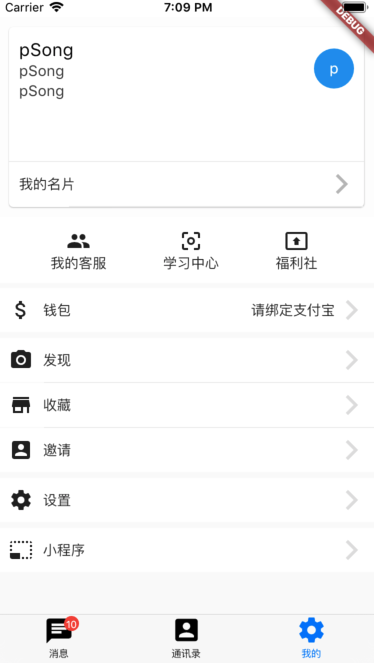 Carrier 7:09 PM
DEBUG
pSong
pSong
pSong
p
我的名片
我的客服 学习中心 福利社
钱包 请绑定支付宝
发现
收藏
邀请
设置
小程序
10
消息 通讯录 我的